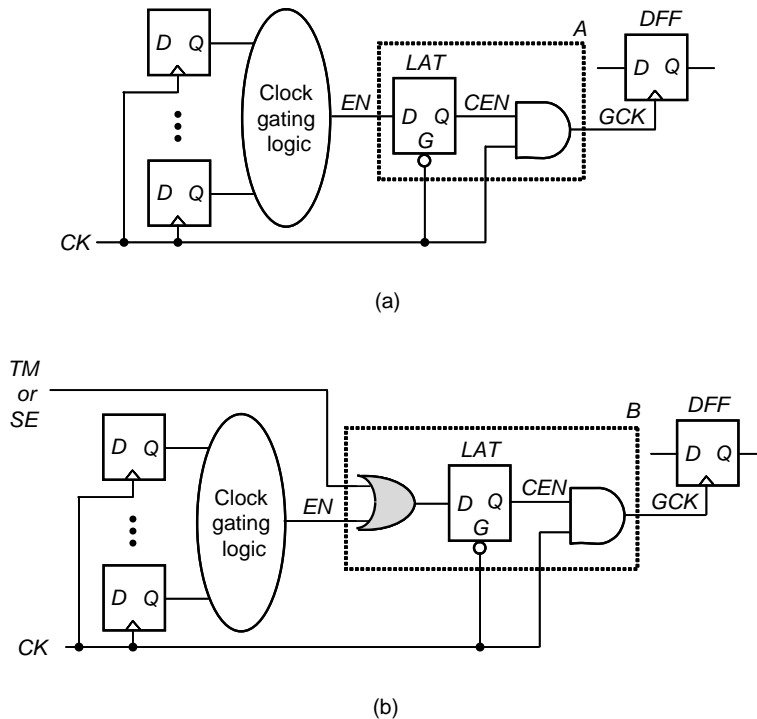 A
DFF
D Q
LAT
D Q
Clock
gating
logic
EN
D Q
G
CEN
GCK
D Q
CK
(a)
TM
or
SE
B
DFF
D Q
LAT
D Q
Clock
gating
logic
EN
D Q
G
CEN
GCK
D Q
CK
(b)